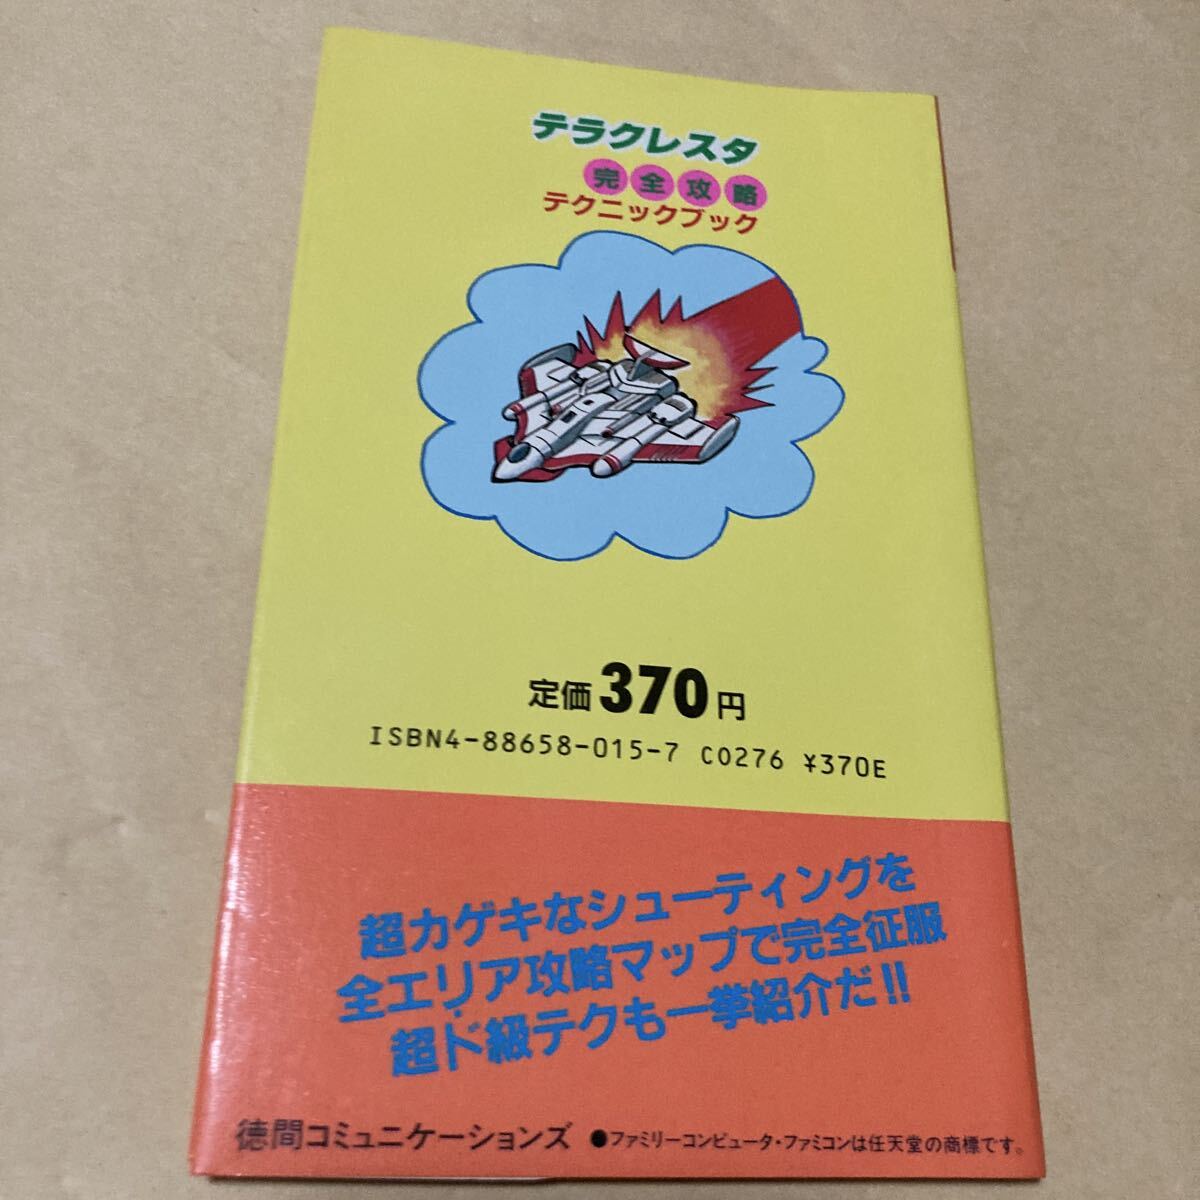 テラクレスタ
完全攻略
テクニックブック
定価370円
ISBN4-88658-015-7 C0276 ¥370E
超カゲキなシューティングを
全エリア攻略マップで完全征服
超ド級テクも一挙紹介だ!!
徳間コミュニケーションズ ●ファミリーコンピュータ・ファミコンは任天堂の商標です。